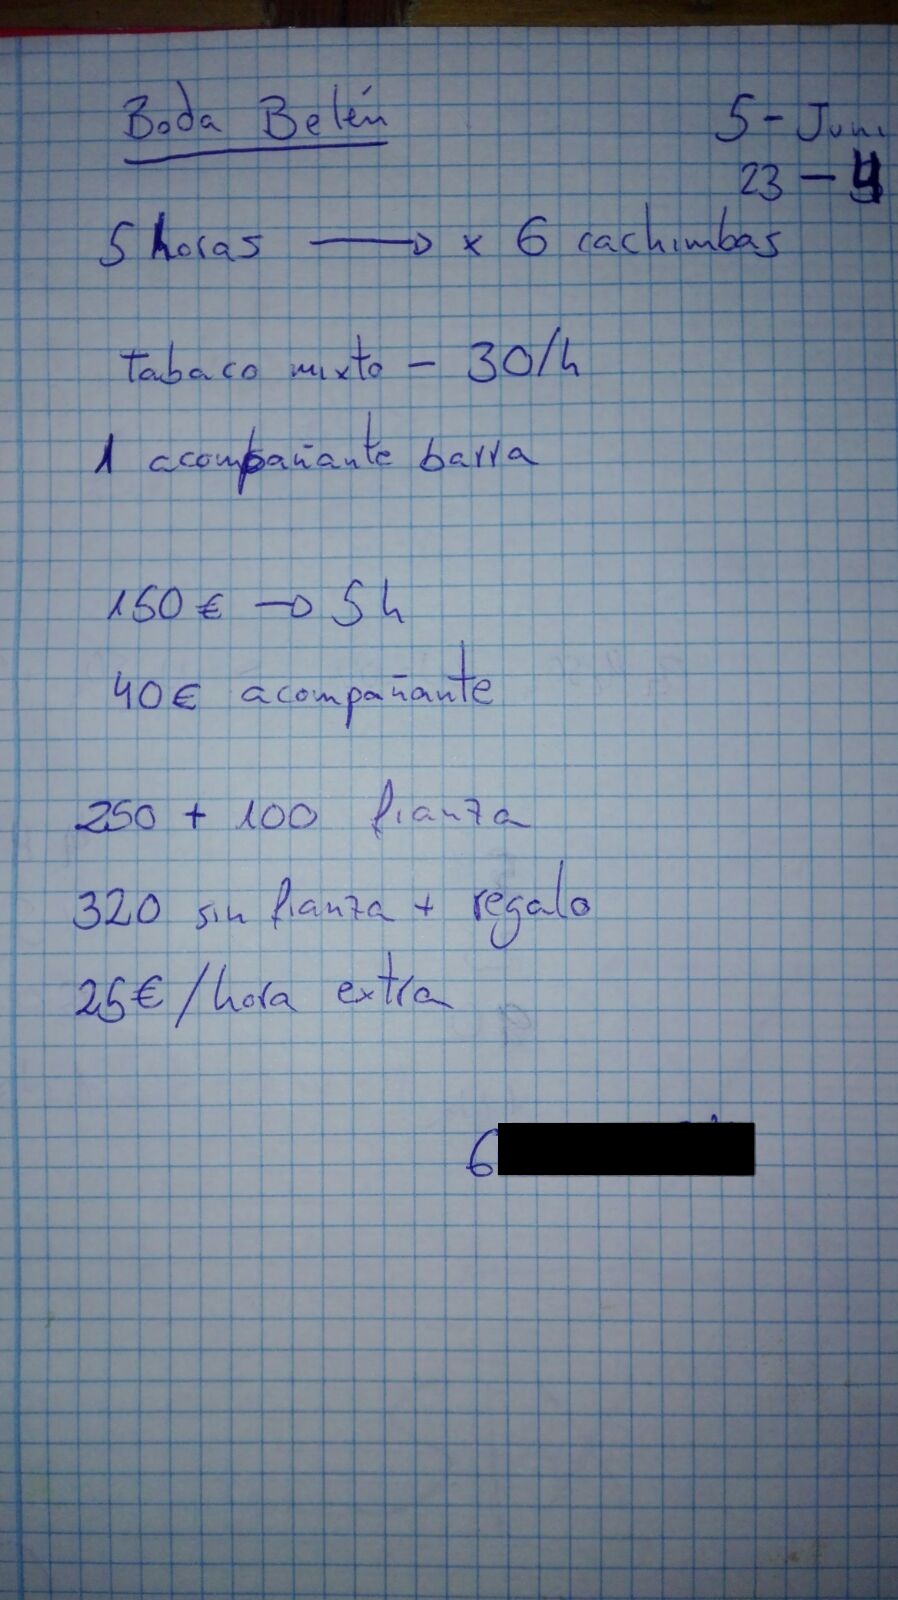 Boda Belén
5 - Juni
23 - 4
5 horas → x 6 cachimbas
tabaco mixto - 30/h
1 acompañante barra
150€ → 5h
40€ acompañante
250 + 100 fianza
320 sin fianza + regalo
25€/hora extra
6